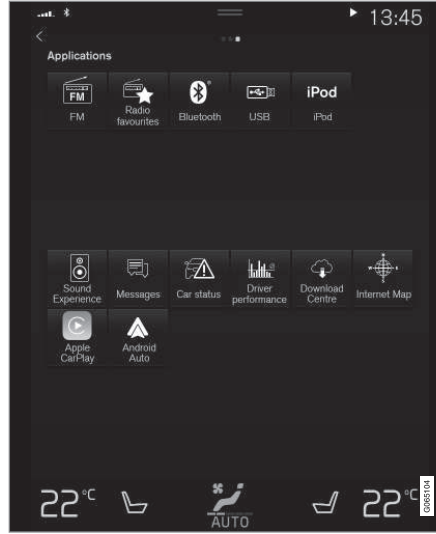 13:45
Applications
FM
iPod
FM
Radio
favourites
Bluetooth
USB
iPod
Sound
Experience
Messages
Car status
Driver
performance
Download
Centre
Internet Map
Apple
CarPlay
Android
Auto
22°C
22°C
AUTO
G065104